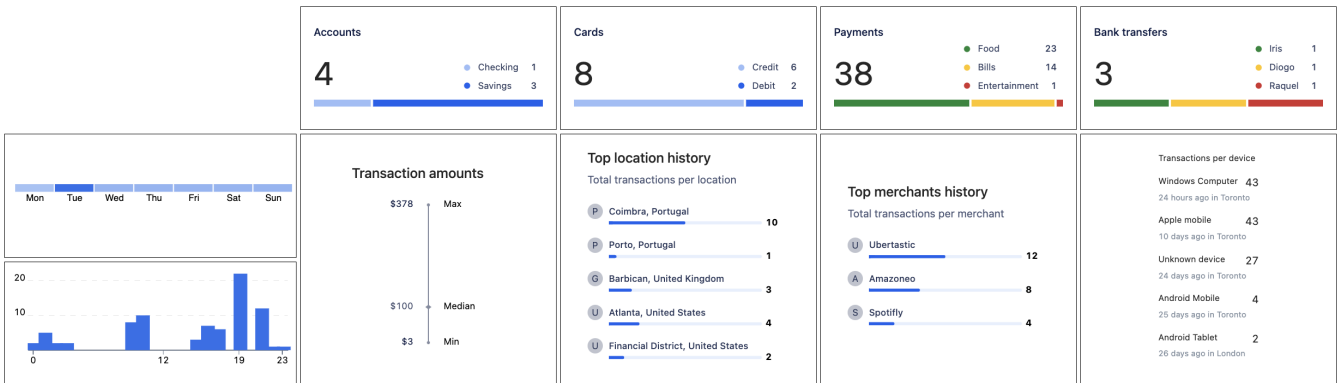 Accounts
4
Checking 1
Savings 3
Cards
8
Credit 6
Debit 2
Payments
38
Food 23
Bills 14
Entertainment 1
Bank transfers
3
Iris 1
Diogo 1
Raquel 1
Mon Tue Wed Thu Fri Sat Sun
20
10
0 12 19 23
Transaction amounts
$378 Max
$100 Median
$3 Min
Top location history
Total transactions per location
P Coimbra, Portugal
10
P Porto, Portugal
1
G Barbican, United Kingdom
3
U Atlanta, United States
4
U Financial District, United States
2
Top merchants history
Total transactions per merchant
U Ubertastic
12
A Amazoneo
8
S Spotifly
4
Transactions per device
Windows Computer 43
24 hours ago in Toronto
Apple mobile 43
10 days ago in Toronto
Unknown device 27
24 days ago in Toronto
Android Mobile 4
25 days ago in Toronto
Android Tablet 2
26 days ago in London